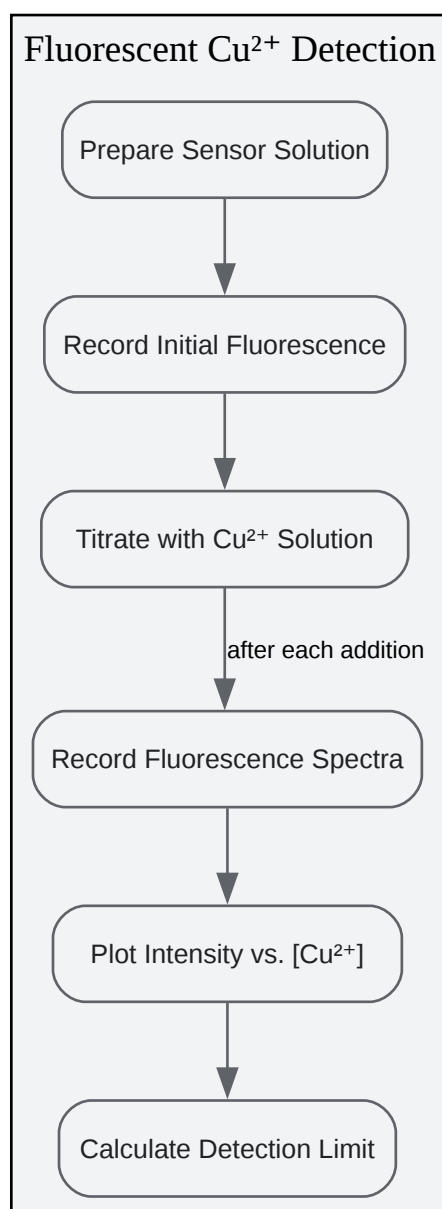 Fluorescent Cu²⁺ Detection
Prepare Sensor Solution
Record Initial Fluorescence
Titrate with Cu²⁺ Solution
after each addition
Record Fluorescence Spectra
Plot Intensity vs. [Cu²⁺]
Calculate Detection Limit